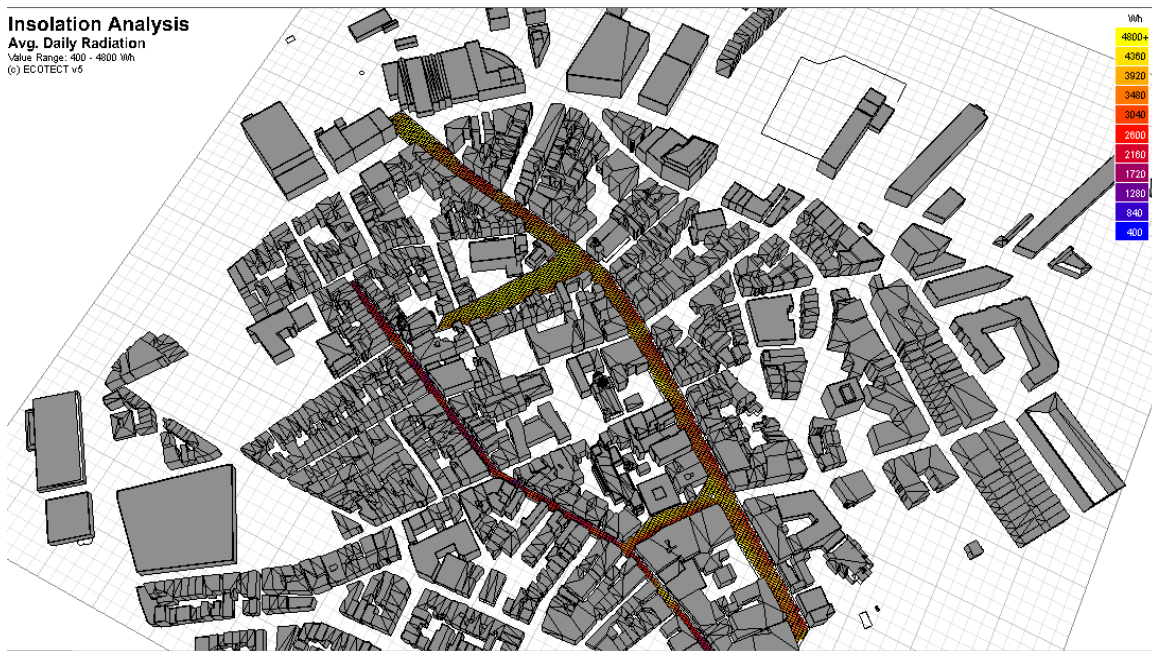 Insolation Analysis
Avg. Daily Radiation
Value Range: 400 - 4800 Wh
(c) ECOTECT v5
Wh
4800+
4360
3920
3480
3040
2600
2160
1720
1280
840
400